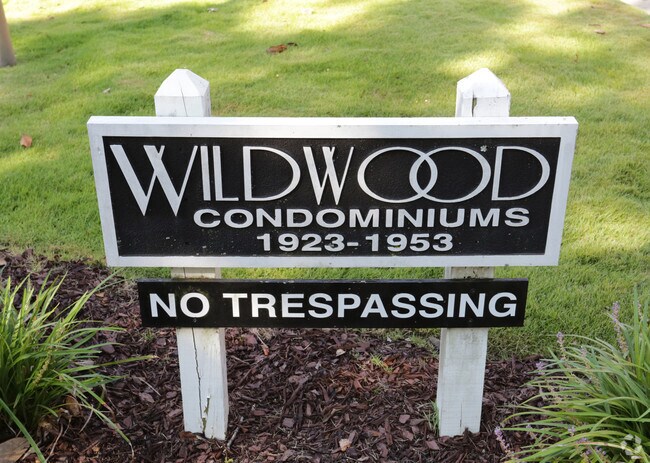 WILDWOOD
CONDOMINIUMS
1923-1953
NO TRESPASSING